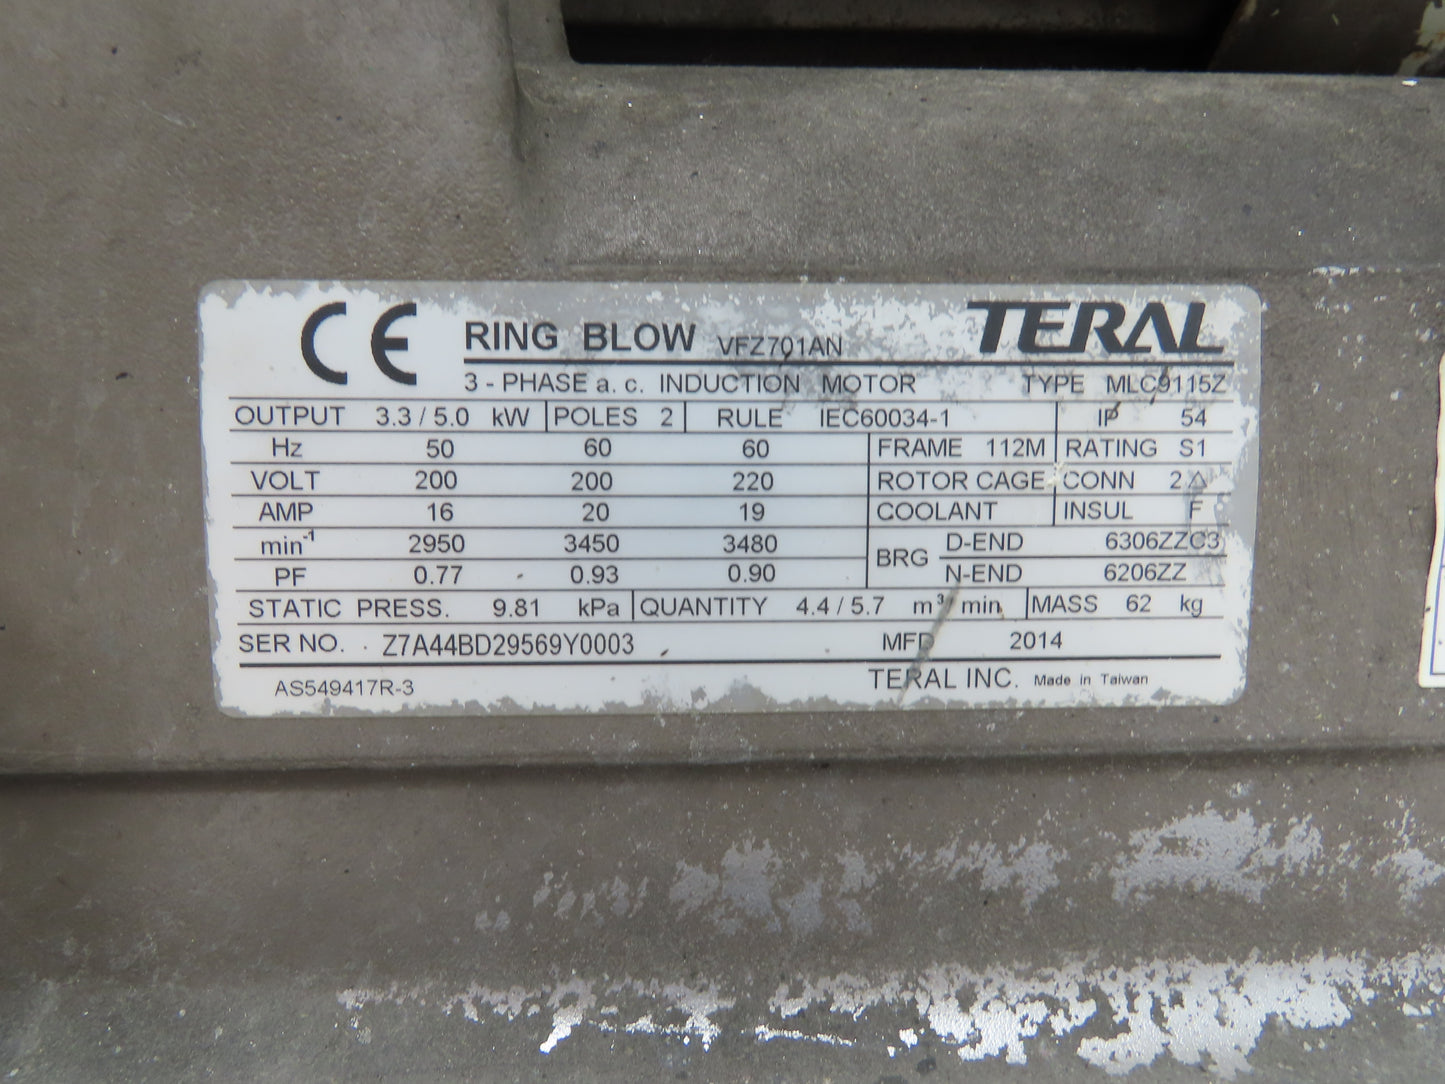 CE RING BLOW VFZ701AN TERAL
3 - PHASE a. c. INDUCTION MOTOR TYPE MLC9115Z
OUTPUT 3.3 / 5.0 kW POLES 2 RULE IEC60034-1 IP 54
Hz 50 60 60 FRAME 112M RATING S1
VOLT 200 200 220 ROTOR CAGE CONN 2△
AMP 16 20 19 COOLANT INSUL F
min⁻¹ 2950 3450 3480 BRG D-END 6306ZZC3
PF 0.77 0.93 0.90 N-END 6206ZZ
STATIC PRESS. 9.81 kPa QUANTITY 4.4 / 5.7 m³/ min MASS 62 kg
SER NO. Z7A44BD29569Y0003 MFD 2014
AS549417R-3 TERAL INC. Made in Taiwan